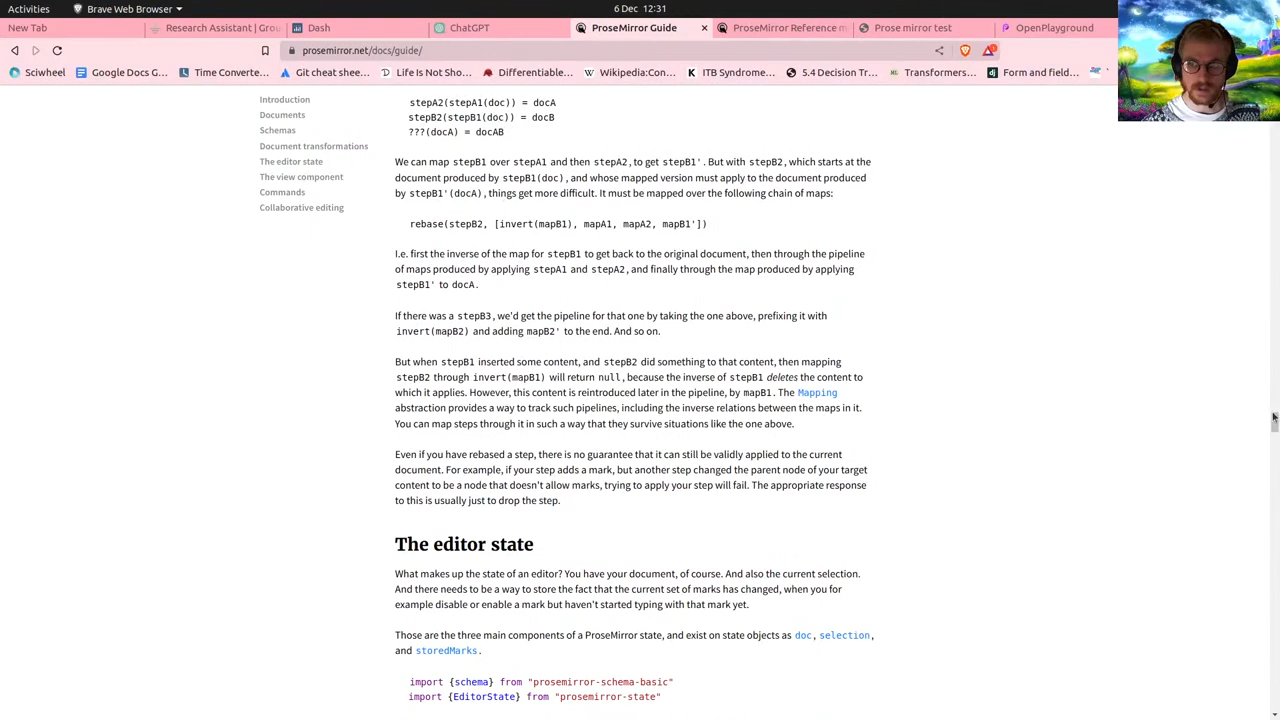 Activities
Brave Web Browser
6 Dec 12:31
New Tab
Research Assistant / Grant
Dash
ChatGPT
ProseMirror Guide
ProseMirror Reference m
Prose mirror test
OpenPlayground
prosemirror.net/docs/guide/
Sciwheel
Google Docs G...
Time Converte...
Git cheat shee...
Life Is Not Shor...
Differentiable...
Wikipedia:Con...
ITB Syndrome...
5.4 Decision Tr...
Transformers...
Form and field...
Introduction
Documents
Schemas
Document transformations
The editor state
The view component
Commands
Collaborative editing
stepA2(stepA1(doc)) = docA
stepB2(stepB1(doc)) = docB
???(docA) = docAB
We can map stepB1 over stepA1 and then stepA2, to get stepB1'. But with stepB2, which starts at the
document produced by stepB1(doc), and whose mapped version must apply to the document produced
by stepB1'(docA), things get more difficult. It must be mapped over the following chain of maps:
rebase(stepB2, [invert(mapB1), mapA1, mapA2, mapB1'])
I.e. first the inverse of the map for stepB1 to get back to the original document, then through the pipeline
of maps produced by applying stepA1 and stepA2, and finally through the map produced by applying
stepB1' to docA.
If there was a stepB3, we'd get the pipeline for that one by taking the one above, prefixing it with
invert(mapB2) and adding mapB2' to the end. And so on.
But when stepB1 inserted some content, and stepB2 did something to that content, then mapping
stepB2 through invert(mapB1) will return null, because the inverse of stepB1 deletes the content to
which it applies. However, this content is reintroduced later in the pipeline, by mapB1. The Mapping
abstraction provides a way to track such pipelines, including the inverse relations between the maps in it.
You can map steps through it in such a way that they survive situations like the one above.
Even if you have rebased a step, there is no guarantee that it can still be validly applied to the current
document. For example, if your step adds a mark, but another step changed the parent node of your target
content to be a node that doesn't allow marks, trying to apply your step will fail. The appropriate response
to this is usually just to drop the step.
The editor state
What makes up the state of an editor? You have your document, of course. And also the current selection.
And there needs to be a way to store the fact that the current set of marks has changed, when you for
example disable or enable a mark but haven't started typing with that mark yet.
Those are the three main components of a ProseMirror state, and exist on state objects as doc, selection,
and storedMarks.
import {schema} from "prosemirror-schema-basic"
import {EditorState} from "prosemirror-state"